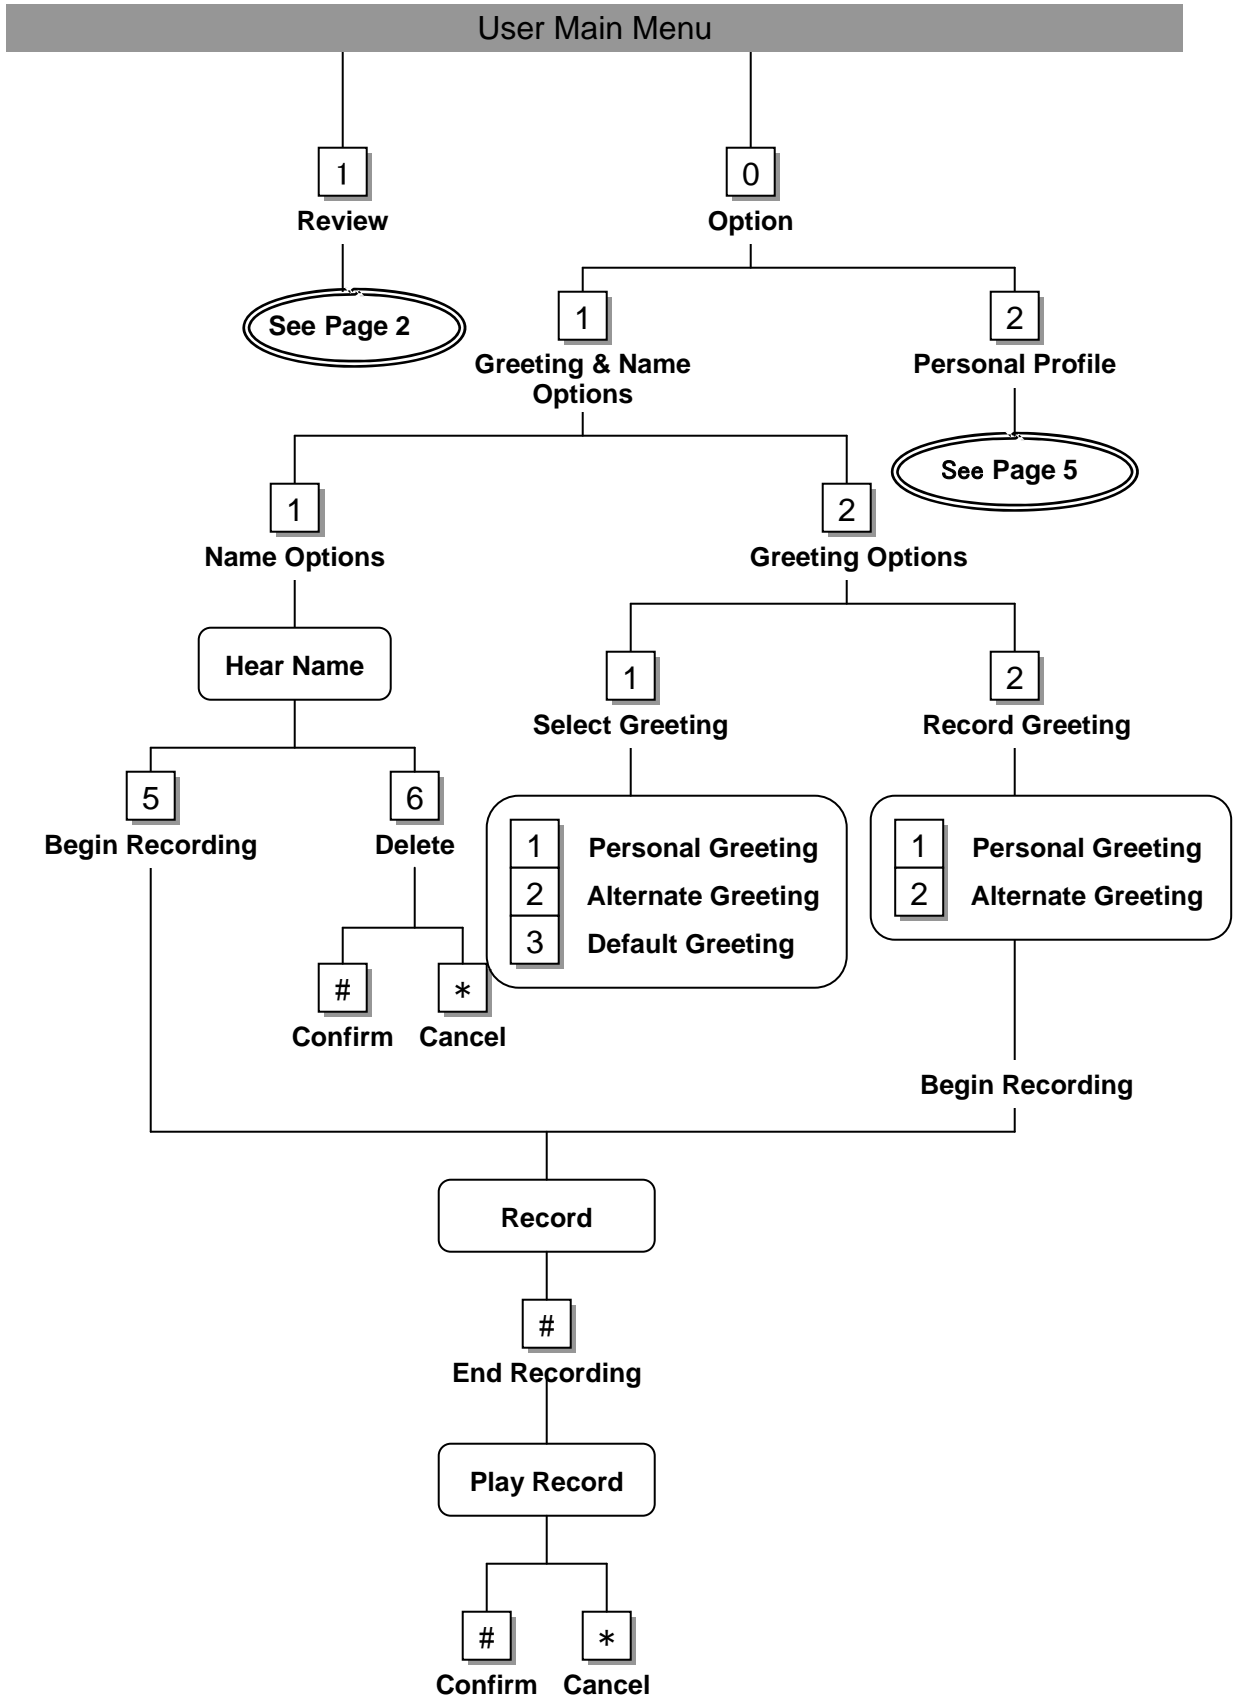 User Main Menu
1
0
Review
Option
See Page 2
1
2
Greeting & Name
Options
Personal Profile
See Page 5
1
2
Name Options
Greeting Options
Hear Name
1
2
Select Greeting
Record Greeting
5
6
Begin Recording
Delete
1 Personal Greeting
2 Alternate Greeting
3 Default Greeting
1 Personal Greeting
2 Alternate Greeting
#
*
Confirm
Cancel
Begin Recording
Record
#
End Recording
Play Record
#
*
Confirm
Cancel